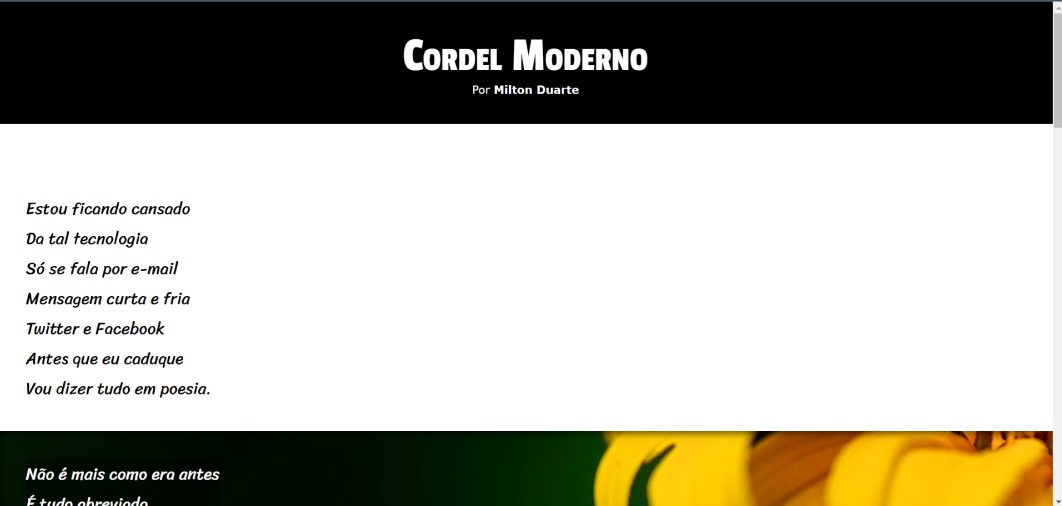 Cordel Moderno
Por Milton Duarte
Estou ficando cansado
Da tal tecnologia
Só se fala por e-mail
Mensagem curta e fria
Twitter e Facebook
Antes que eu caduque
Vou dizer tudo em poesia.
Não é mais como era antes
É tudo abreviado